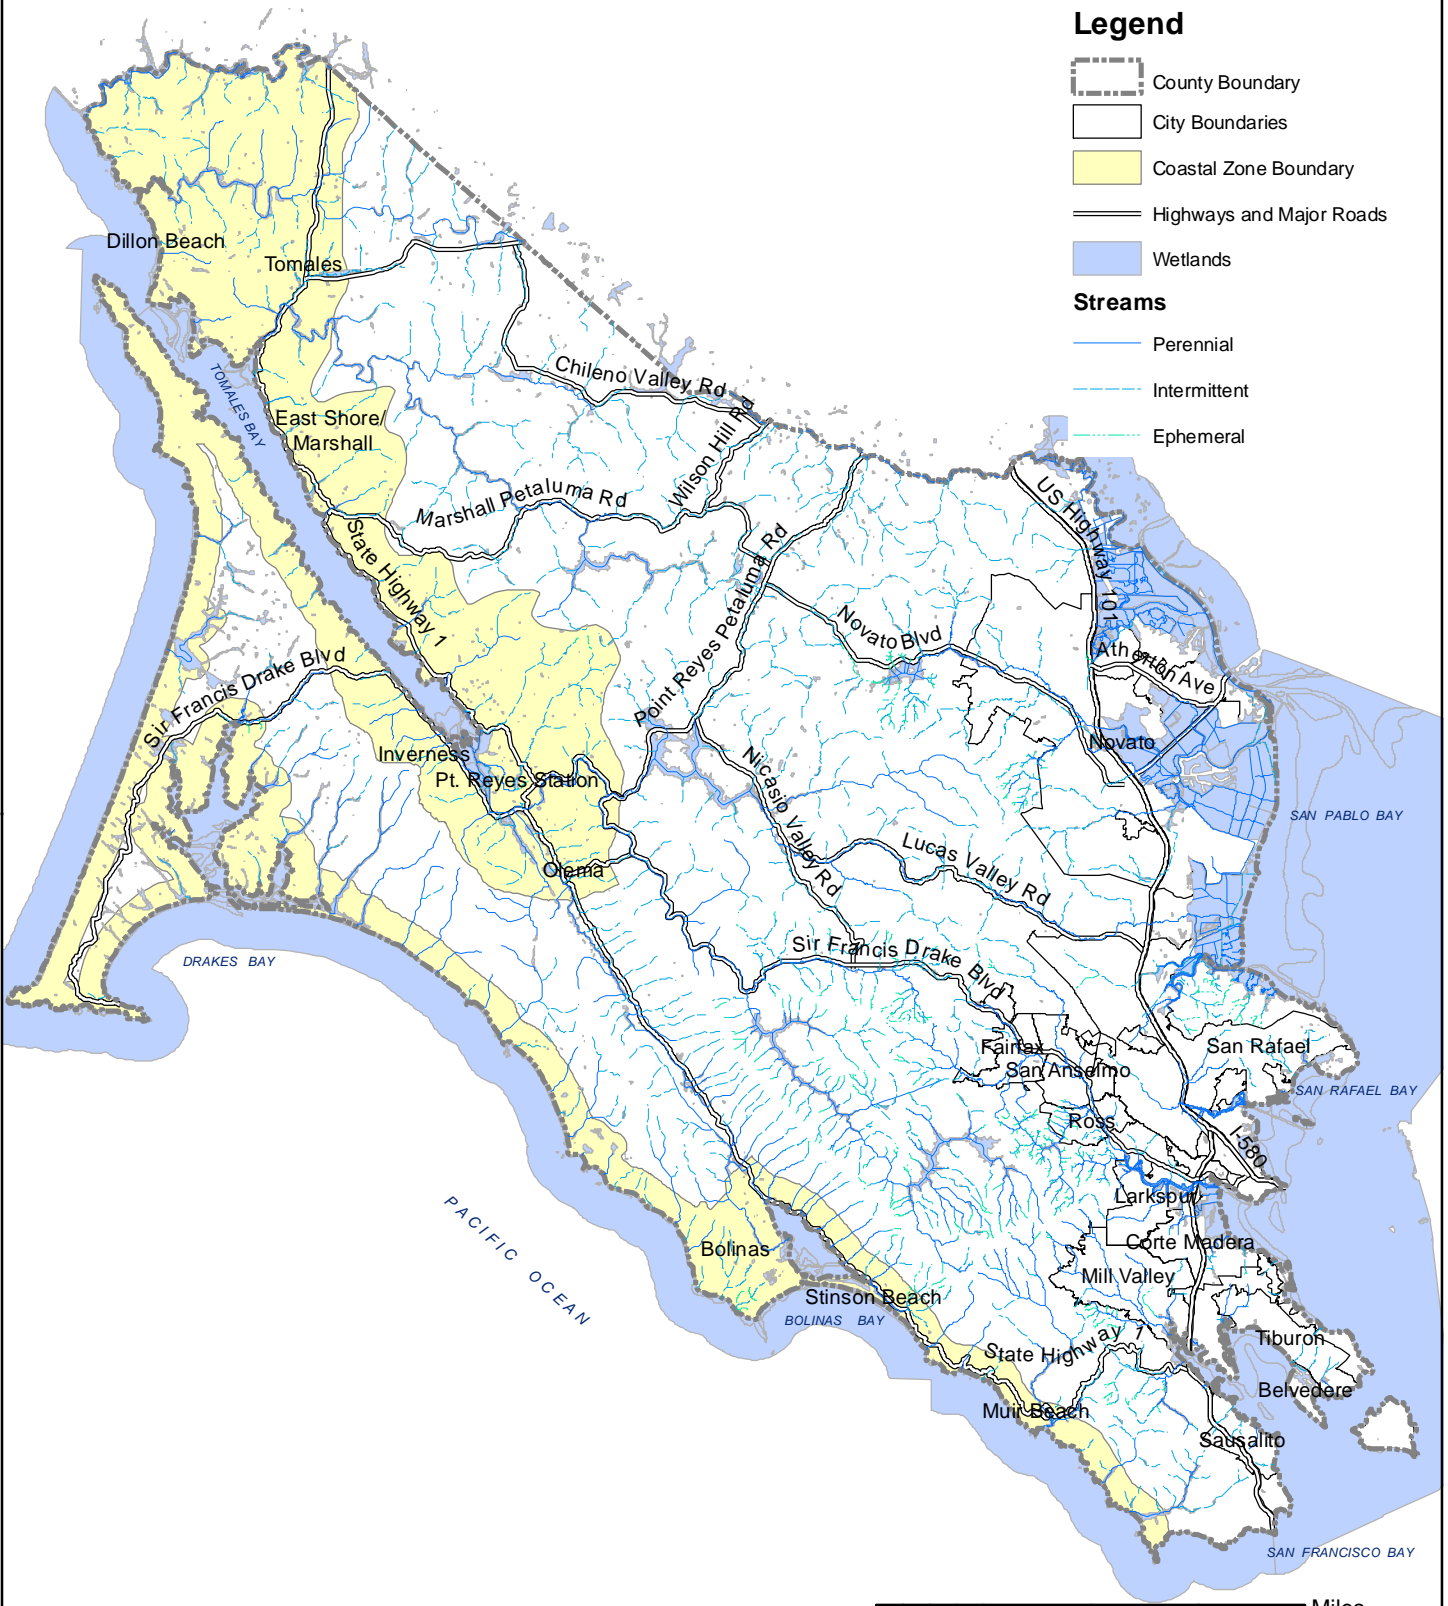 Legend
County Boundary
City Boundaries
Coastal Zone Boundary
Highways and Major Roads
Wetlands
Streams
Perennial
Intermittent
Ephemeral
Dillon Beach
Tomales
TOMALES BAY
Chileno Valley Rd
East Shore/
Marshall
Wilson Hill Rd
Marshall Petaluma Rd
US Highway 101
State Highway 1
Point Reyes Petaluma Rd
Novato Blvd
Atherton Ave
Sir Francis Drake Blvd
Inverness
Novato
Pt. Reyes Station
Nicasio Valley Rd
SAN PABLO BAY
Lucas Valley Rd
Olema
Sir Francis Drake Blvd
DRAKES BAY
Fairfax
San Rafael
San Anselmo
SAN RAFAEL BAY
Ross
I-580
Larkspur
PACIFIC OCEAN
Corte Madera
Bolinas
Mill Valley
Stinson Beach
BOLINAS BAY
State Highway 1
Tiburon
Belvedere
Muir Beach
Sausalito
SAN FRANCISCO BAY
Miles